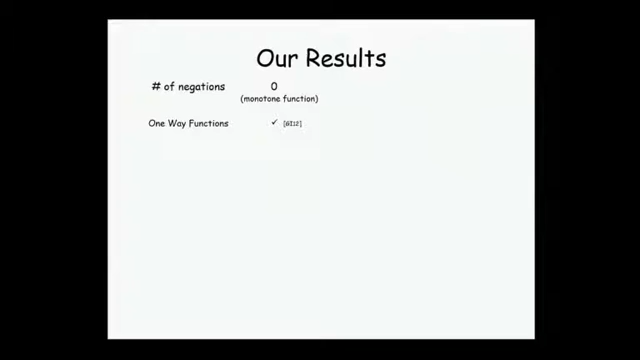 Our Results
# of negations 0
(monotone function)
One Way Functions ✓ [GI12]